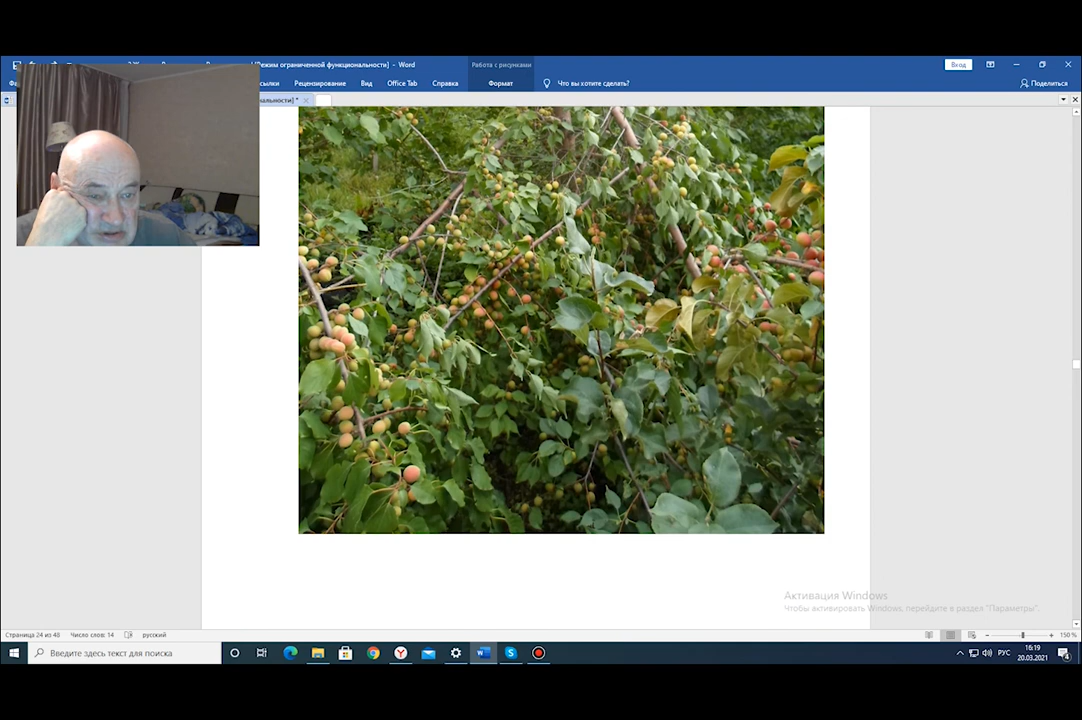 [Режим ограниченной функциональности] - Word
Работа с рисунками
Вход
Рецензирование
Вид
Office Tab
Справка
Формат
Что вы хотите сделать?
Поделиться
Активация Windows
Чтобы активировать Windows, перейдите в раздел "Параметры".
Страница 24 из 48
Число слов: 14
русский
150 %
Введите здесь текст для поиска
РУС
16:19
20.03.2021
4